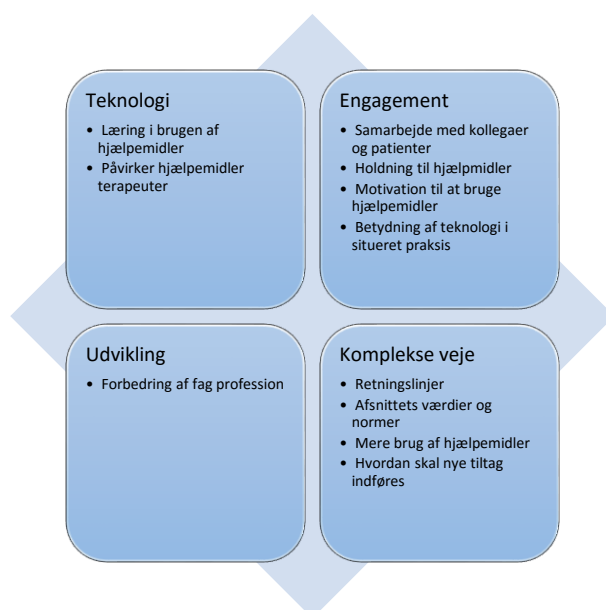 Teknologi
• Læring i brugen af
hjælpemidler
• Påvirker hjælpemidler
terapeuter
Engagement
• Samarbejde med kollegaer
og patienter
• Holdning til hjælpmidler
• Motivation til at bruge
hjælpemidler
• Betydning af teknologi i
situeret praksis
Udvikling
• Forbedring af fag profession
Komplekse veje
• Retningslinjer
• Afsnittets værdier og
normer
• Mere brug af hjælpemidler
• Hvordan skal nye tiltag
indføres